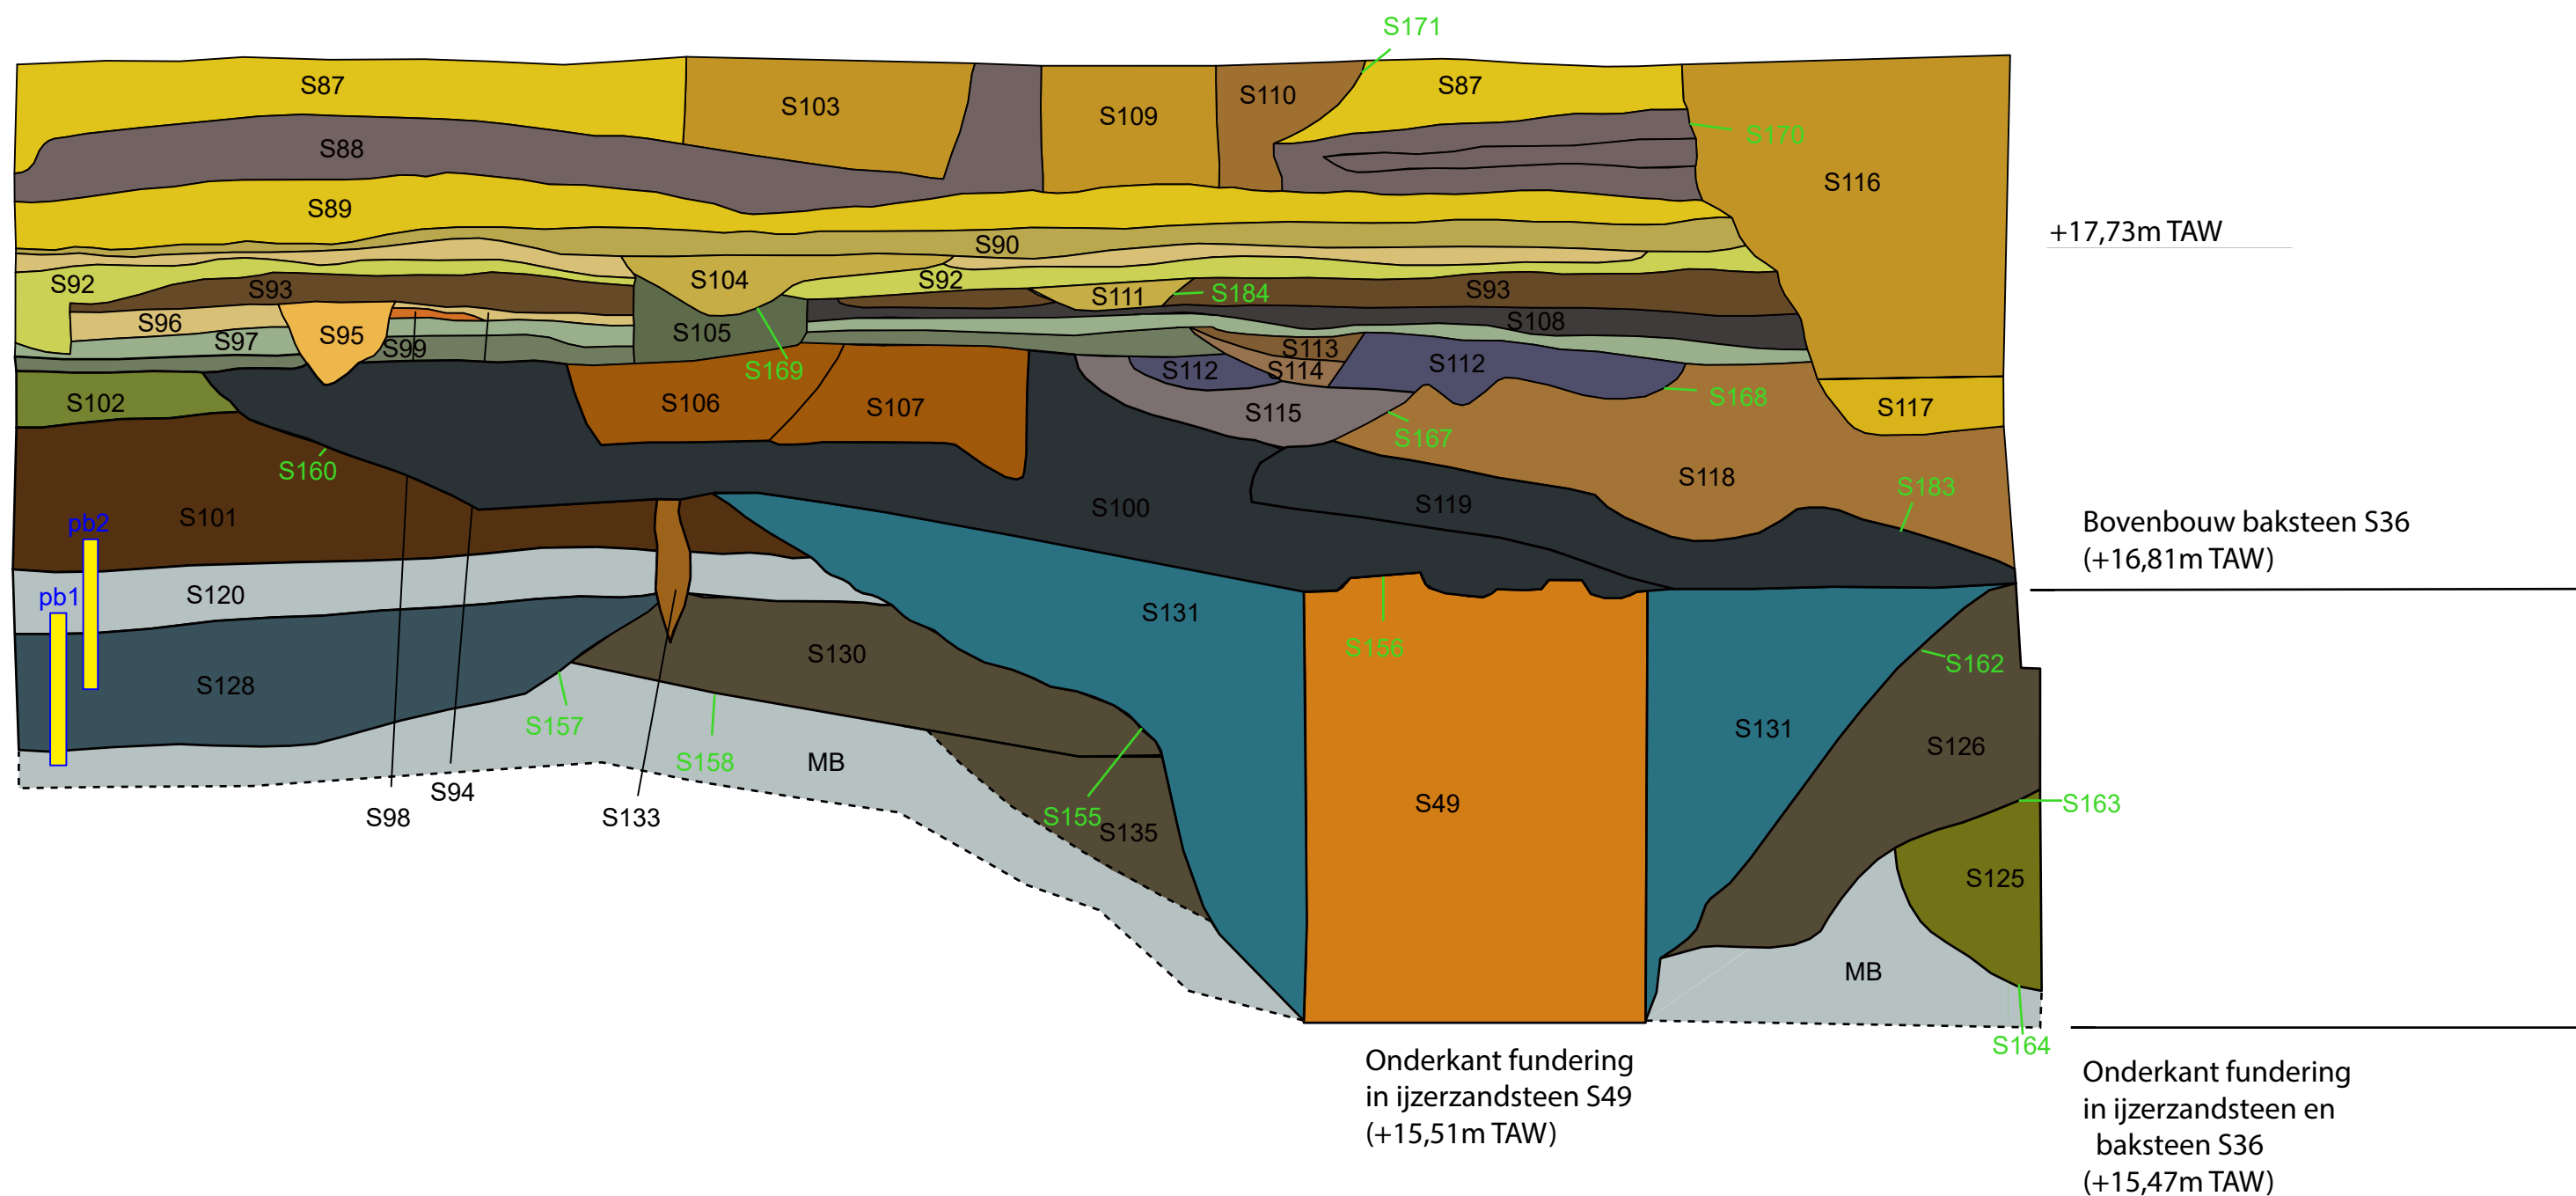 S171
S87
S103
S109
S110
S87
S88
S170
S116
S89
+17,73m TAW
S90
S92
S104
S92
S93
S111
S184
S93
S96
S97
S95
S99
S105
S108
S169
S113
S112
S114
S112
S102
S106
S107
S115
S168
S117
S167
S160
S118
S101
pb2
S100
S119
S183
Bovenbouw baksteen S36
(+16,81m TAW)
pb1
S120
S131
S156
S130
S162
S128
S157
S158
MB
S131
S126
S98
S94
S133
S155
S135
S49
S163
S125
MB
S164
Onderkant fundering
in ijzerzandsteen S49
(+15,51m TAW)
Onderkant fundering
in ijzerzandsteen en
baksteen S36
(+15,47m TAW)